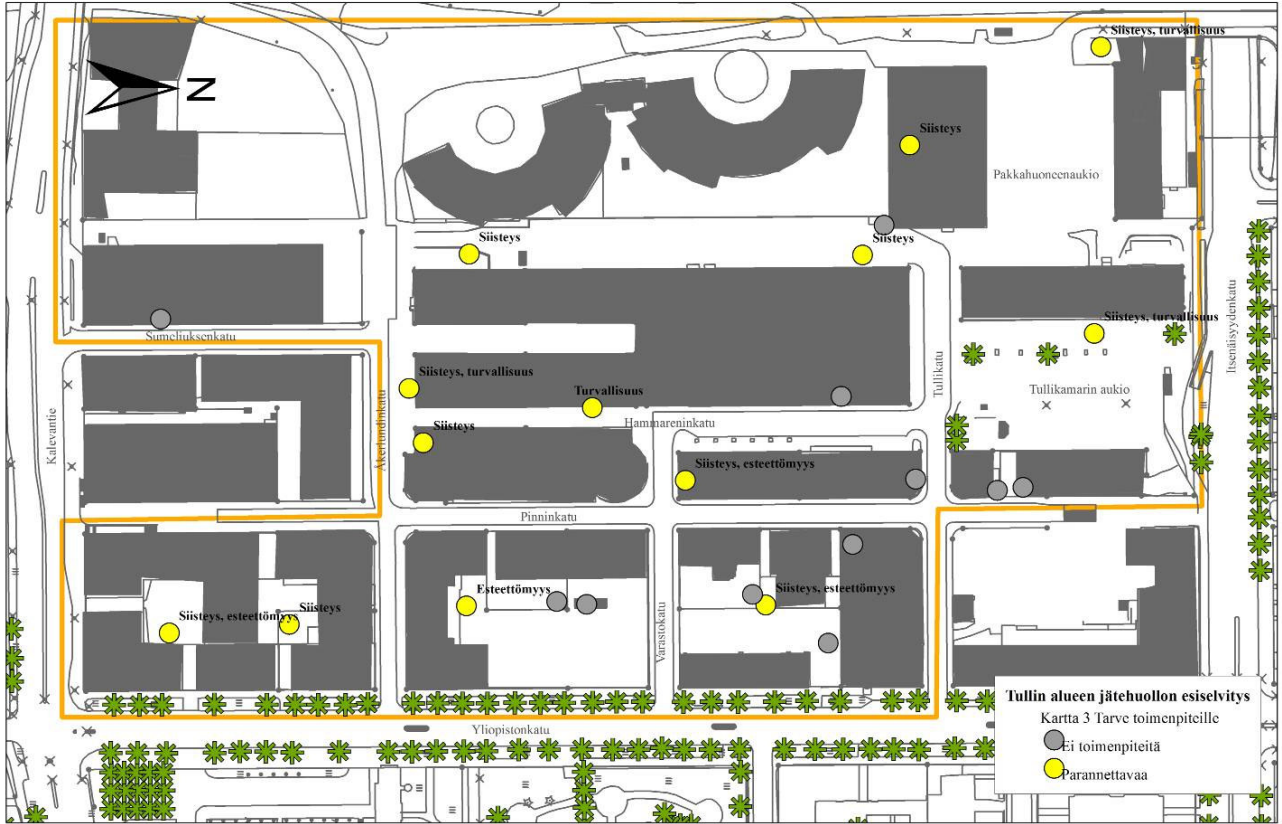 Siisteys, turvallisuus
N
Siisteys
Pakkahuoneenaukio
Siisteys
Siisteys
Sumeliuksenkatu
Siisteys, turvallisuus
Itsenäisyydenkatu
Tullikatu
Siisteys, turvallisuus
Turvallisuus
Tullikamarin aukio
Hammareninkatu
Kalevantie
Åkerlundinkatu
Siisteys
Siisteys, esteettömyys
Pinninkatu
Siisteys, esteettömyys
Siisteys
Esteettömyys
Siisteys, esteettömyys
Varastokatu
Yliopistonkatu
Tullin alueen jätehuollon esiselvitys
Kartta 3 Tarve toimenpiteille
Ei toimenpiteitä
Parannettavaa